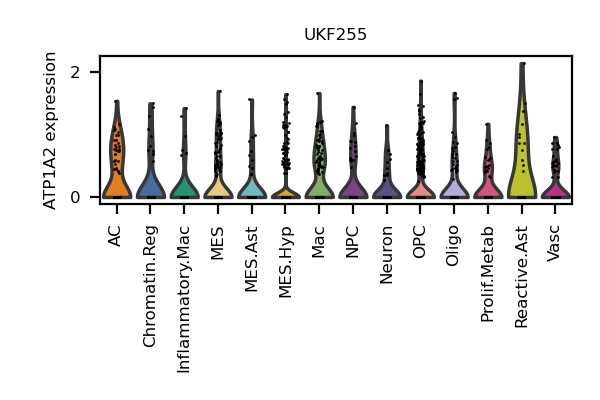 UKF255
ATP1A2 expression
2
0
AC
Chromatin.Reg
Inflammatory.Mac
MES
MES.Ast
MES.Hyp
Mac
NPC
Neuron
OPC
Oligo
Prolif.Metab
Reactive.Ast
Vasc